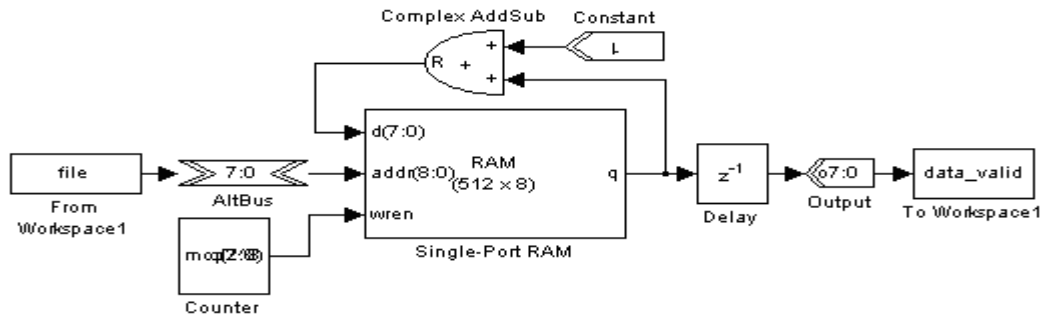 Complex AddSub
Constant
R
+
+
+
1
d(7:0)
RAM
file
7:0
addr(8:0)
(512 x 8)
q
z-1
o7:0
data_valid
From
Workspace1
AltBus
wren
Delay
Output
To Workspace1
Single-Port RAM
Counter